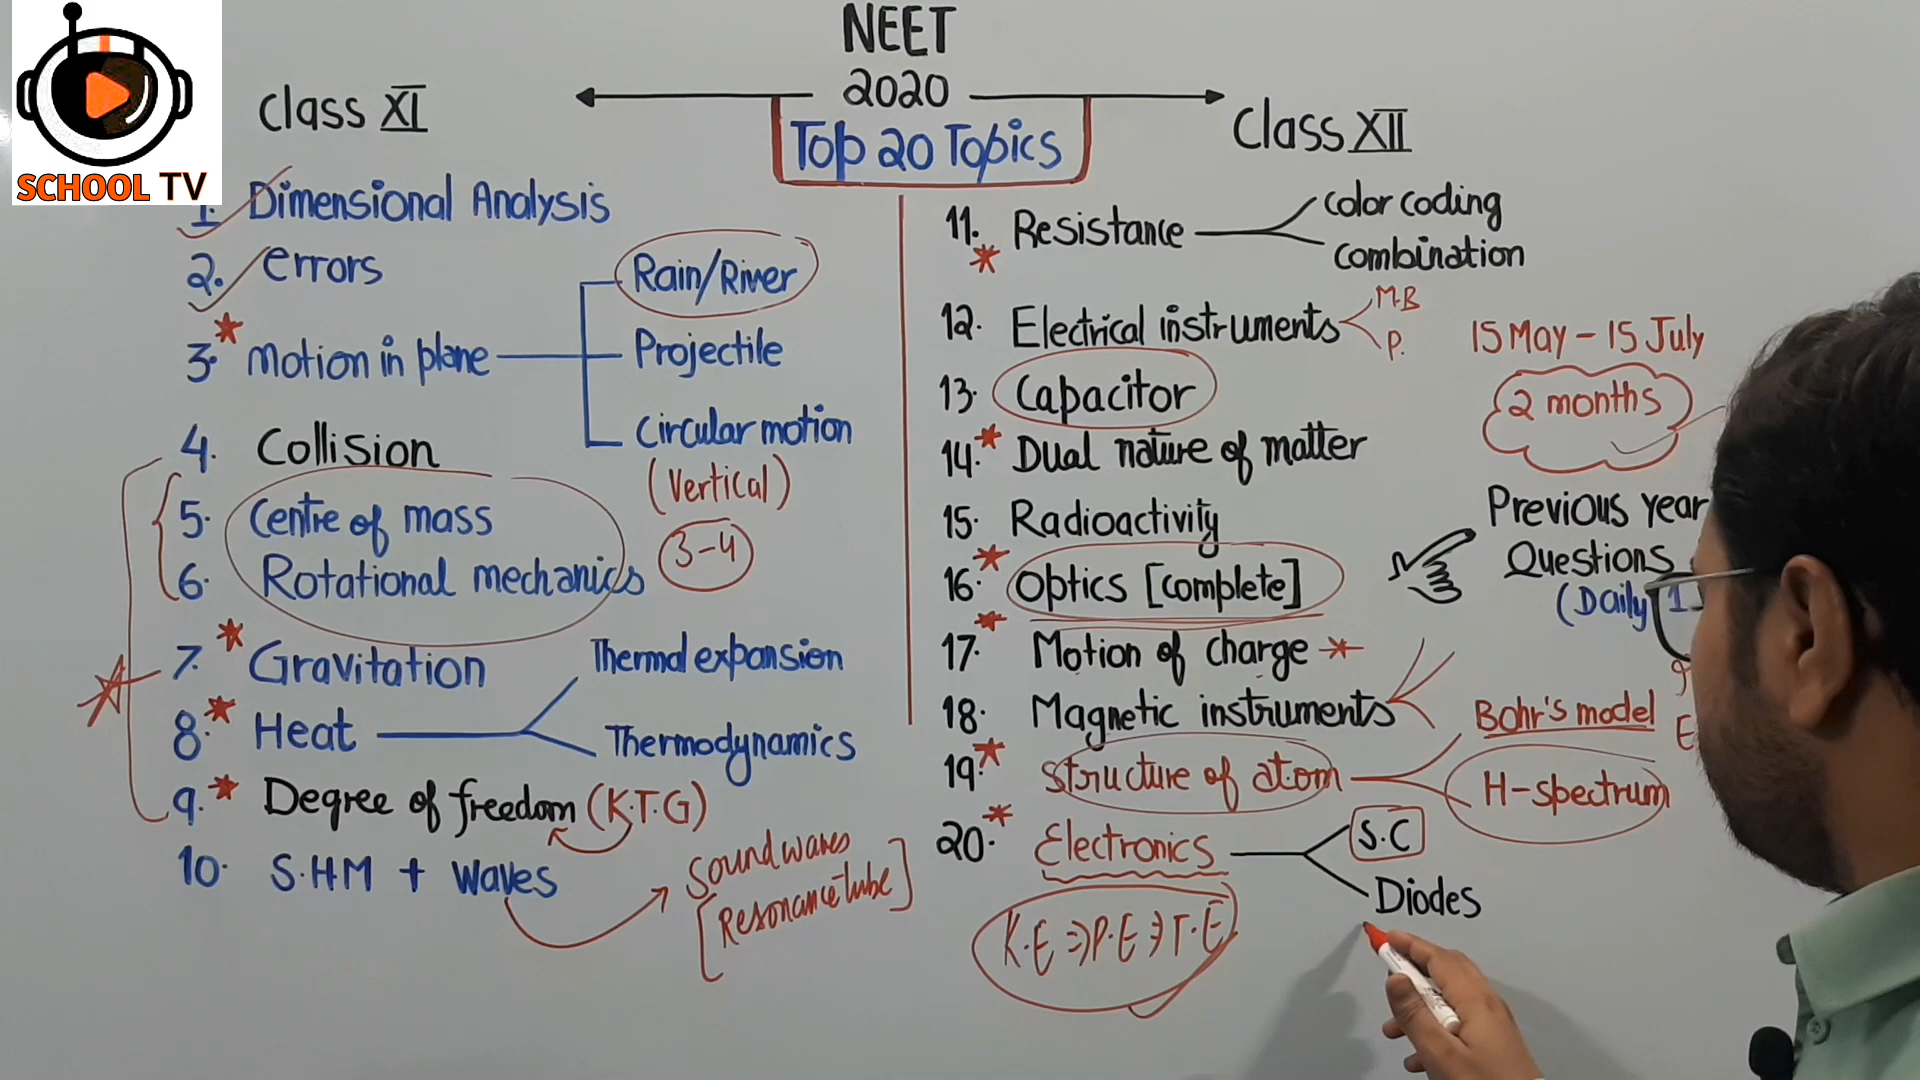 SCHOOL TV
NEET
2020
Top 20 Topics
Class XI
1. Dimensional Analysis
2. errors
3. Motion in plane
Rain/River
Projectile
Circular motion
(Vertical)
4. Collision
5. Centre of mass
6. Rotational mechanics
3-4
7. Gravitation
8. Heat
Thermal expansion
Thermodynamics
9. Degree of freedom (K.T.G)
10. S.H.M + Waves
Sound waves
[Resonance tube]
Class XII
11. Resistance
color coding
combination
12. Electrical instruments
M.B
P.
13. Capacitor
14. Dual nature of matter
15. Radioactivity
16. Optics [complete]
17. Motion of charge
18. Magnetic instruments
19. Structure of atom
Bohr's model
H-spectrum
20. Electronics
S.C
Diodes
K.E ⇒ P.E ⇒ T.E
15 May - 15 July
2 months
Previous year
Questions
(Daily 1
E